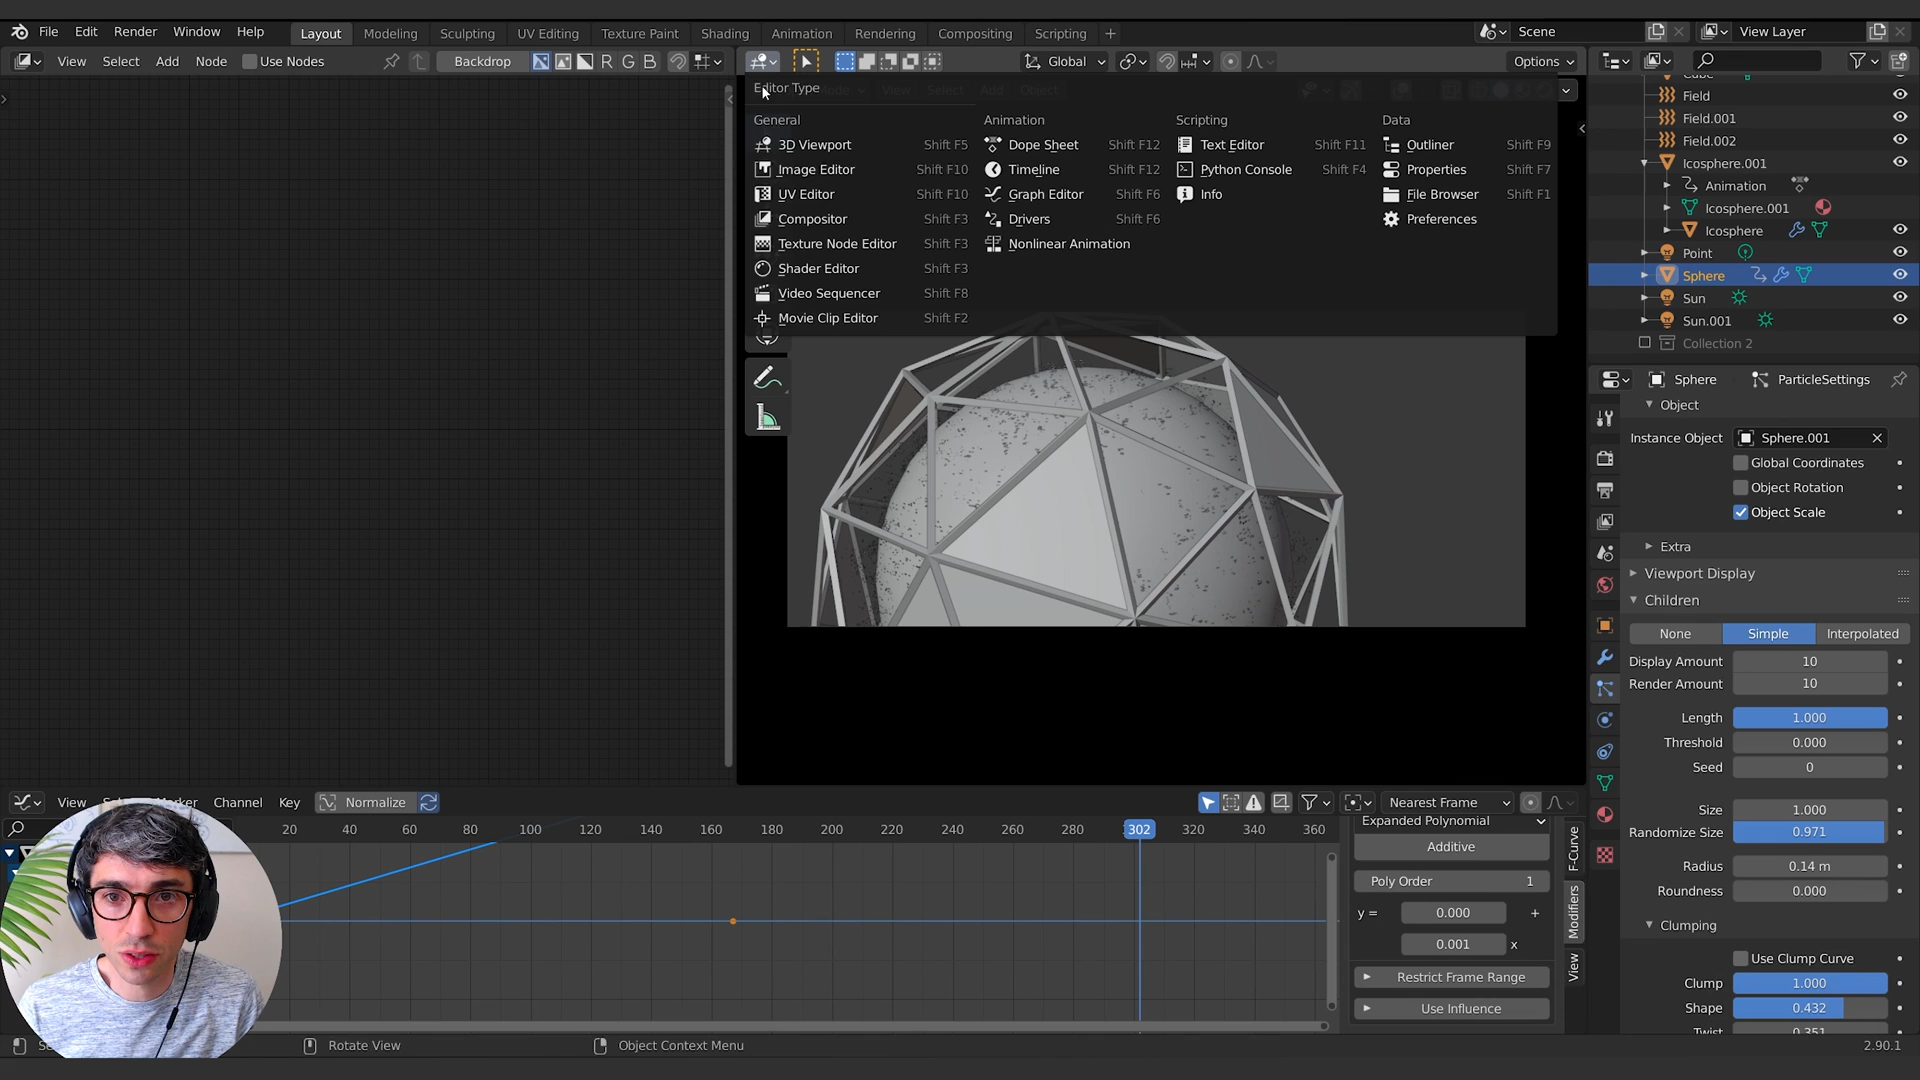 File Edit Render Window Help Layout Modeling Sculpting UV Editing Texture Paint Shading Animation Rendering Compositing Scripting + Scene View Layer
View Select Add Node Use Nodes Backdrop R G B Global Options
Editor Type
Mode View Select Add Object
General
3D Viewport Shift F5
Image Editor Shift F10
UV Editor Shift F10
Compositor Shift F3
Texture Node Editor Shift F3
Shader Editor Shift F3
Video Sequencer Shift F8
Movie Clip Editor Shift F2
Animation
Dope Sheet Shift F12
Timeline Shift F12
Graph Editor Shift F6
Drivers Shift F6
Nonlinear Animation
Scripting
Text Editor Shift F11
Python Console Shift F4
Info
Data
Outliner Shift F9
Properties Shift F7
File Browser Shift F1
Preferences
Cube
Field
Field.001
Field.002
Icosphere.001
Animation
Icosphere.001
Icosphere
Point
Sphere
Sun
Sun.001
Collection 2
Sphere ParticleSettings
Object
Instance Object Sphere.001
Global Coordinates
Object Rotation
Object Scale
Extra
Viewport Display
Children
None Simple Interpolated
Display Amount 10
Render Amount 10
Length 1.000
Threshold 0.000
Seed 0
Size 1.000
Randomize Size 0.971
Radius 0.14 m
Roundness 0.000
Clumping
Use Clump Curve
Clump 1.000
Shape 0.432
Twist 0.351
View Channel Key Normalize Nearest Frame
20 40 60 80 100 120 140 160 180 200 220 240 260 280 302 320 340 360
Expanded Polynomial
Additive
Poly Order 1
y = 0.000 +
0.001 x
Restrict Frame Range
Use Influence
F-Curve
Modifiers
View
Rotate View Object Context Menu 2.90.1